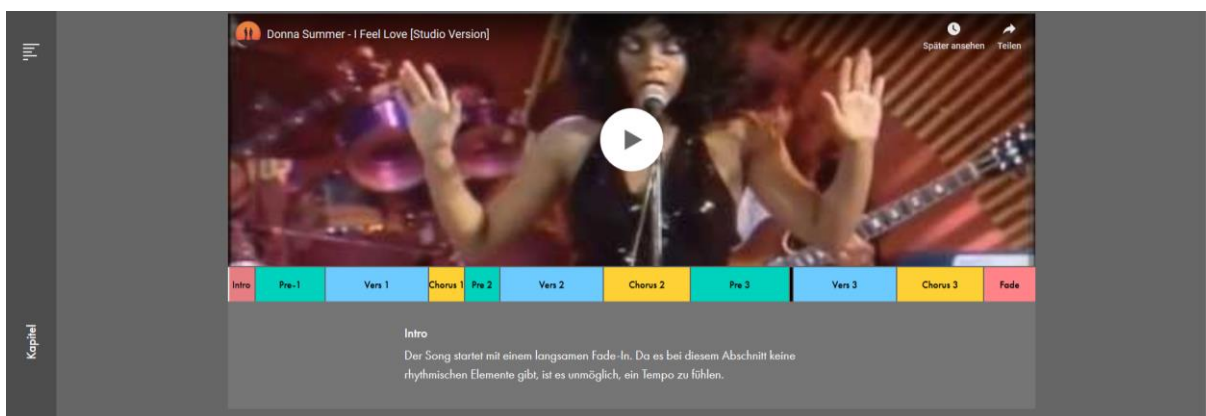 Donna Summer - I Feel Love [Studio Version]
Später ansehen
Teilen
Intro
Pre-1
Vers 1
Chorus 1
Pre 2
Vers 2
Chorus 2
Pre 3
Vers 3
Chorus 3
Fade
Kapitel
Intro
Der Song startet mit einem langsamen Fade-In. Da es bei diesem Abschnitt keine
rhythmischen Elemente gibt, ist es unmöglich, ein Tempo zu fühlen.